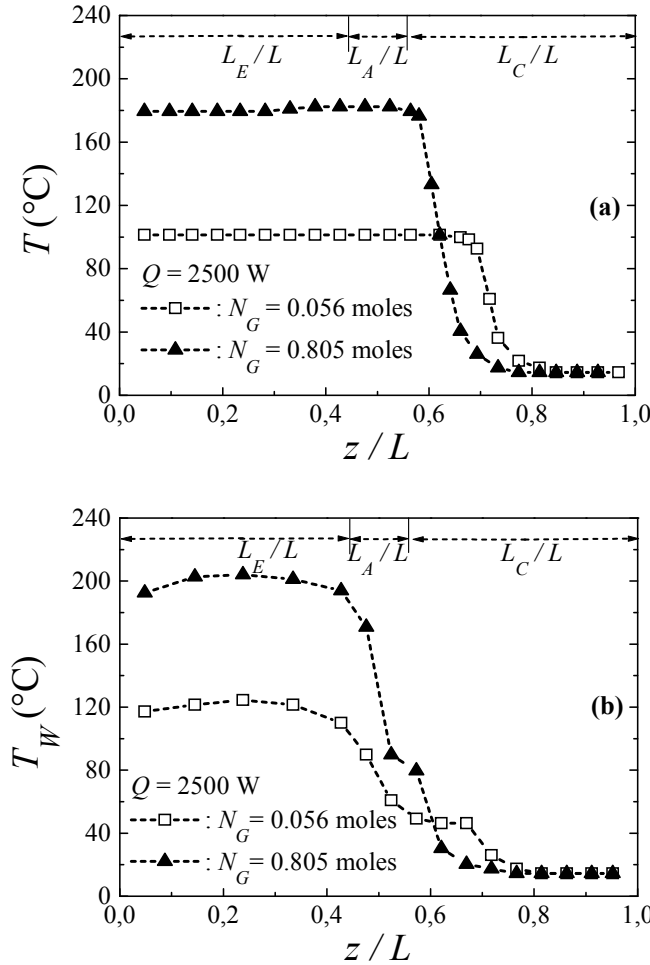 240
L_E/L L_A/L L_C/L
200
160
120
80
40
0
T (°C)
(a)
Q = 2500 W
: N_G = 0.056 moles
: N_G = 0.805 moles
0,0 0,2 0,4 0,6 0,8 1,0
z / L
240
L_E/L L_A/L L_C/L
200
160
120
80
40
0
T_W (°C)
(b)
Q = 2500 W
: N_G = 0.056 moles
: N_G = 0.805 moles
0,0 0,2 0,4 0,6 0,8 1,0
z / L